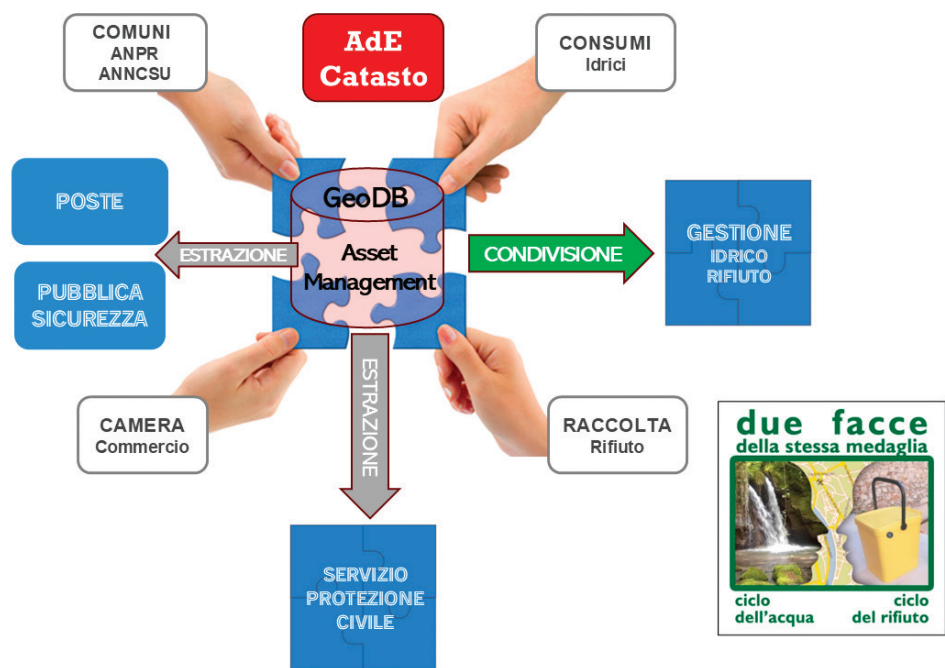 COMUNI
ANPR
ANNCSU
AdE
Catasto
CONSUMI
Idrici
POSTE
PUBBLICA
SICUREZZA
ESTRAZIONE
GeoDB
Asset
Management
CONDIVISIONE
GESTIONE
IDRICO
RIFIUTO
CAMERA
Commercio
ESTRAZIONE
RACCOLTA
Rifiuto
SERVIZIO
PROTEZIONE
CIVILE
due facce
della stessa medaglia
ciclo
dell'acqua
ciclo
del rifiuto